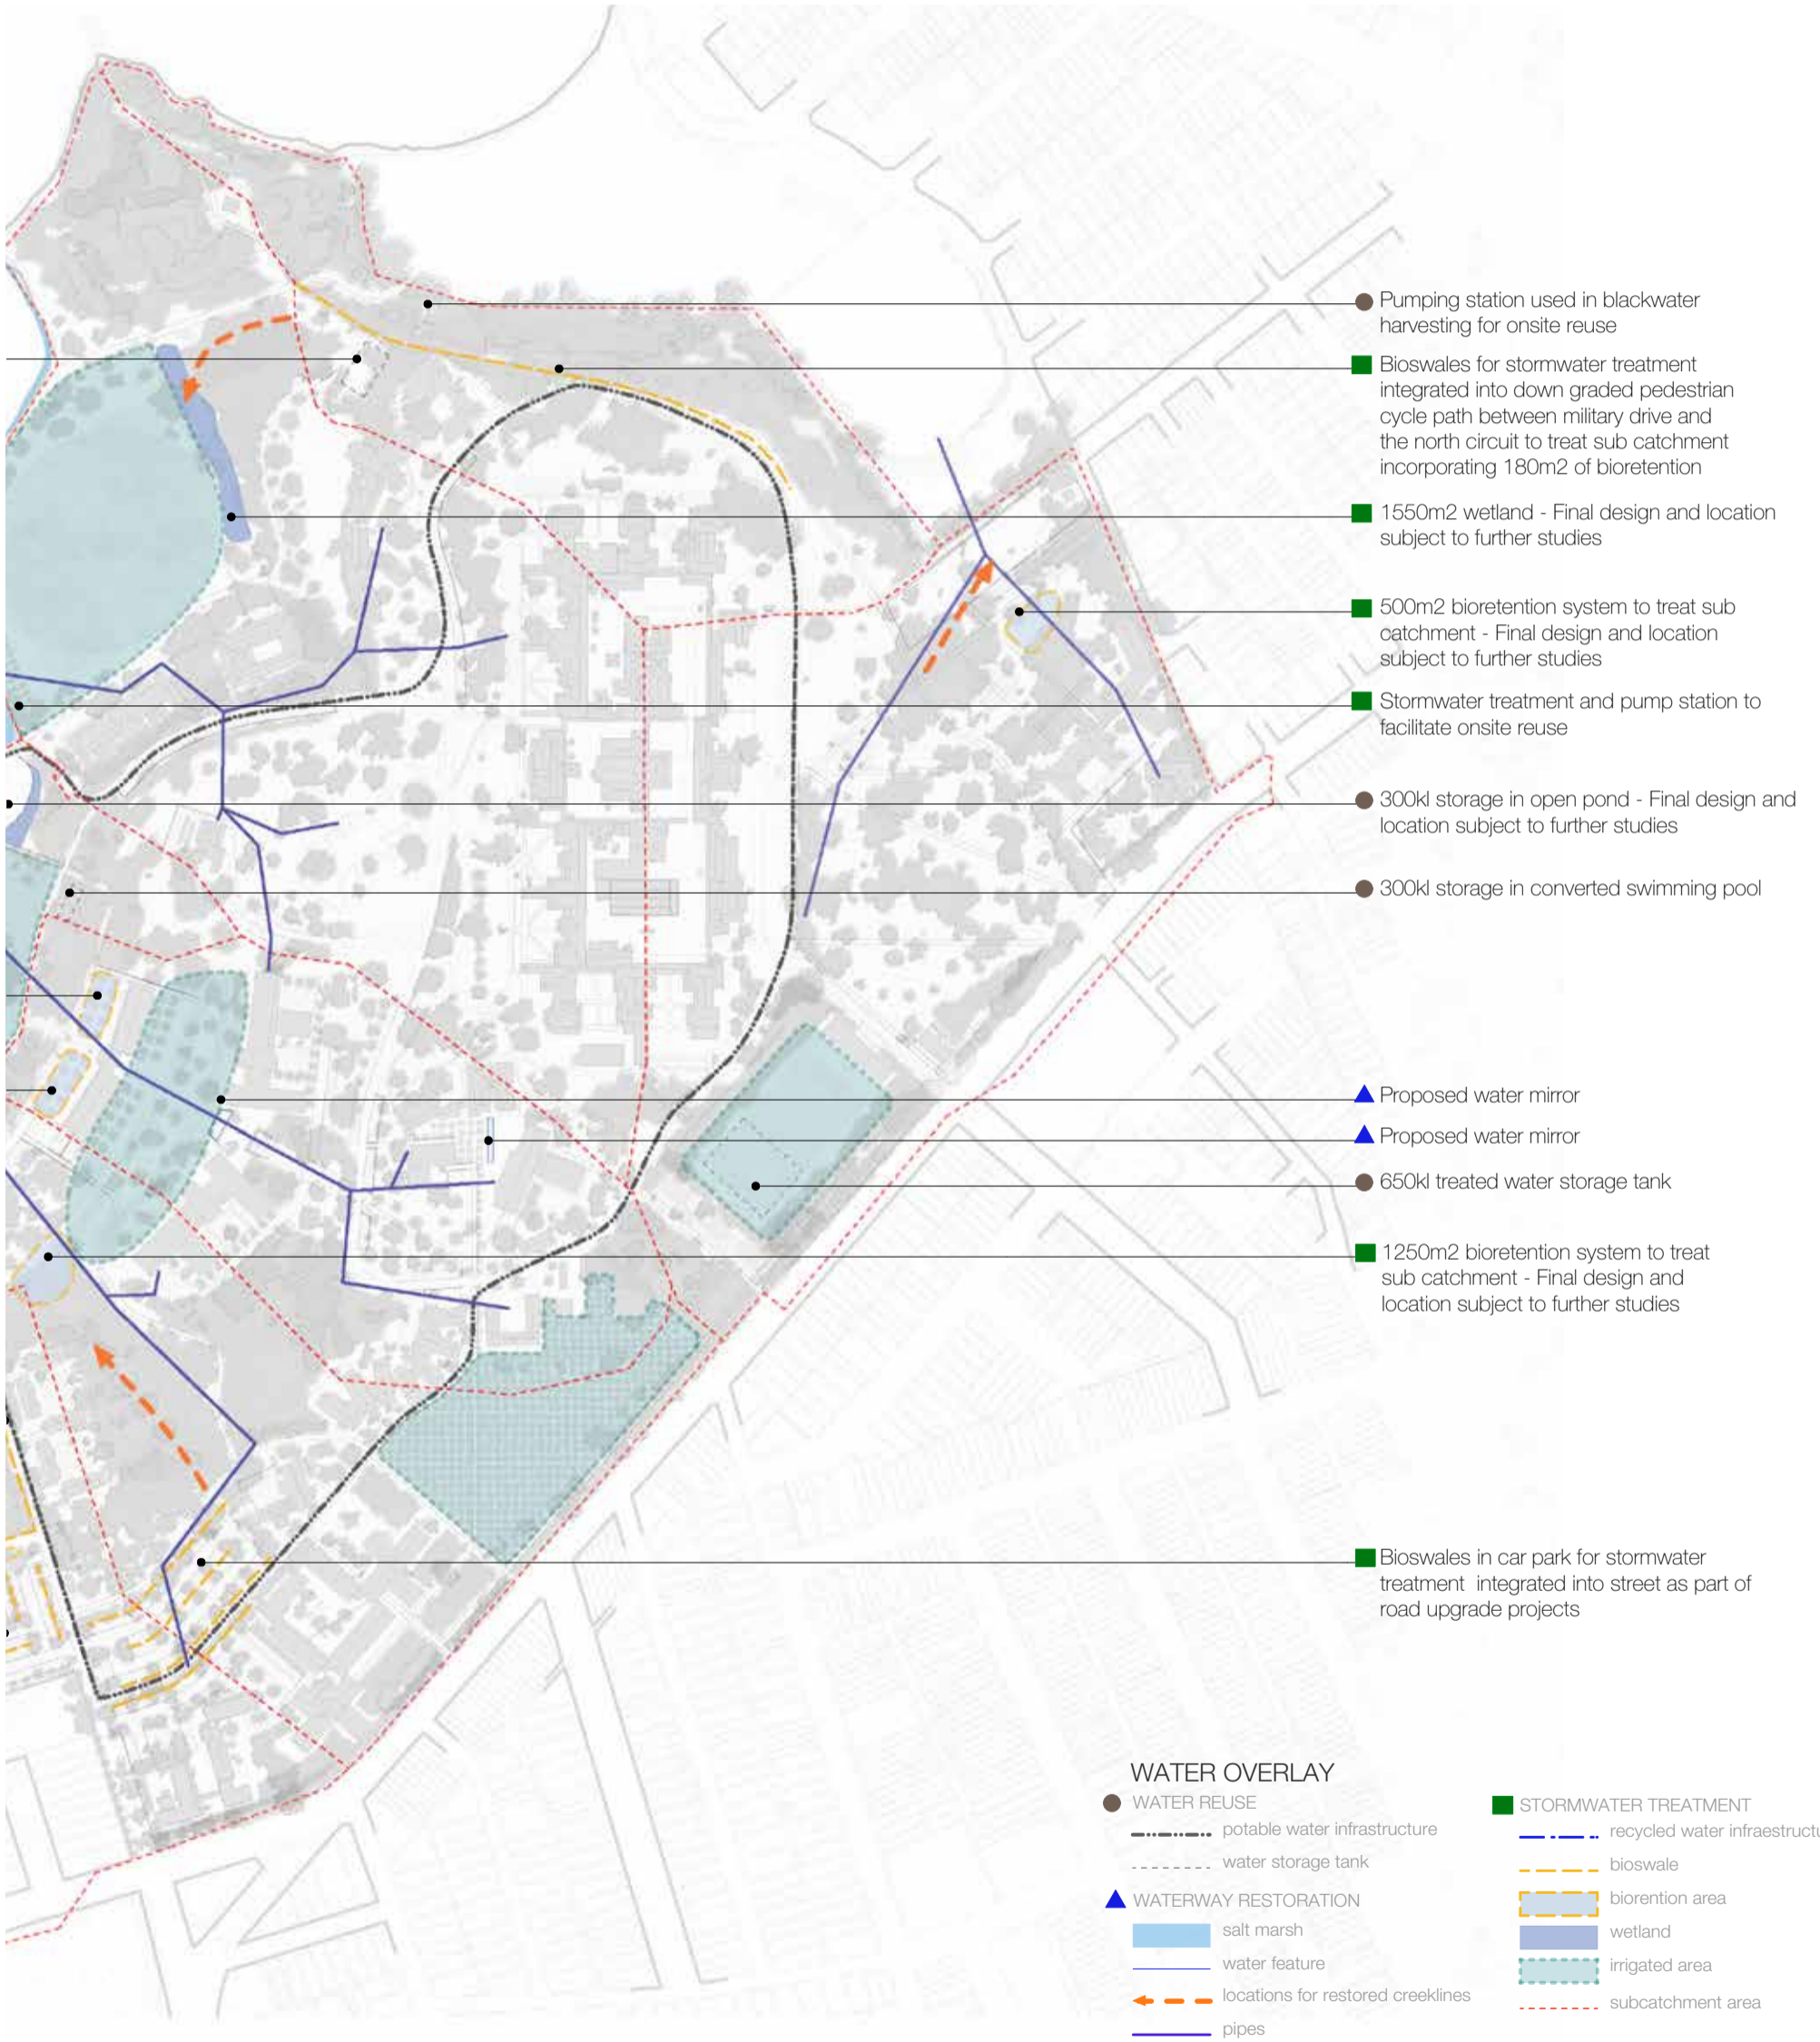 Pumping station used in blackwater
harvesting for onsite reuse
Bioswales for stormwater treatment
integrated into down graded pedestrian
cycle path between military drive and
the north circuit to treat sub catchment
incorporating 180m2 of bioretention
1550m2 wetland - Final design and location
subject to further studies
500m2 bioretention system to treat sub
catchment - Final design and location
subject to further studies
Stormwater treatment and pump station to
facilitate onsite reuse
300kl storage in open pond - Final design and
location subject to further studies
300kl storage in converted swimming pool
Proposed water mirror
Proposed water mirror
650kl treated water storage tank
1250m2 bioretention system to treat
sub catchment - Final design and
location subject to further studies
Bioswales in car park for stormwater
treatment integrated into street as part of
road upgrade projects
WATER OVERLAY
WATER REUSE
potable water infrastructure
water storage tank
WATERWAY RESTORATION
salt marsh
water feature
locations for restored creeklines
pipes
STORMWATER TREATMENT
recycled water infraestructu
bioswale
biorention area
wetland
irrigated area
subcatchment area